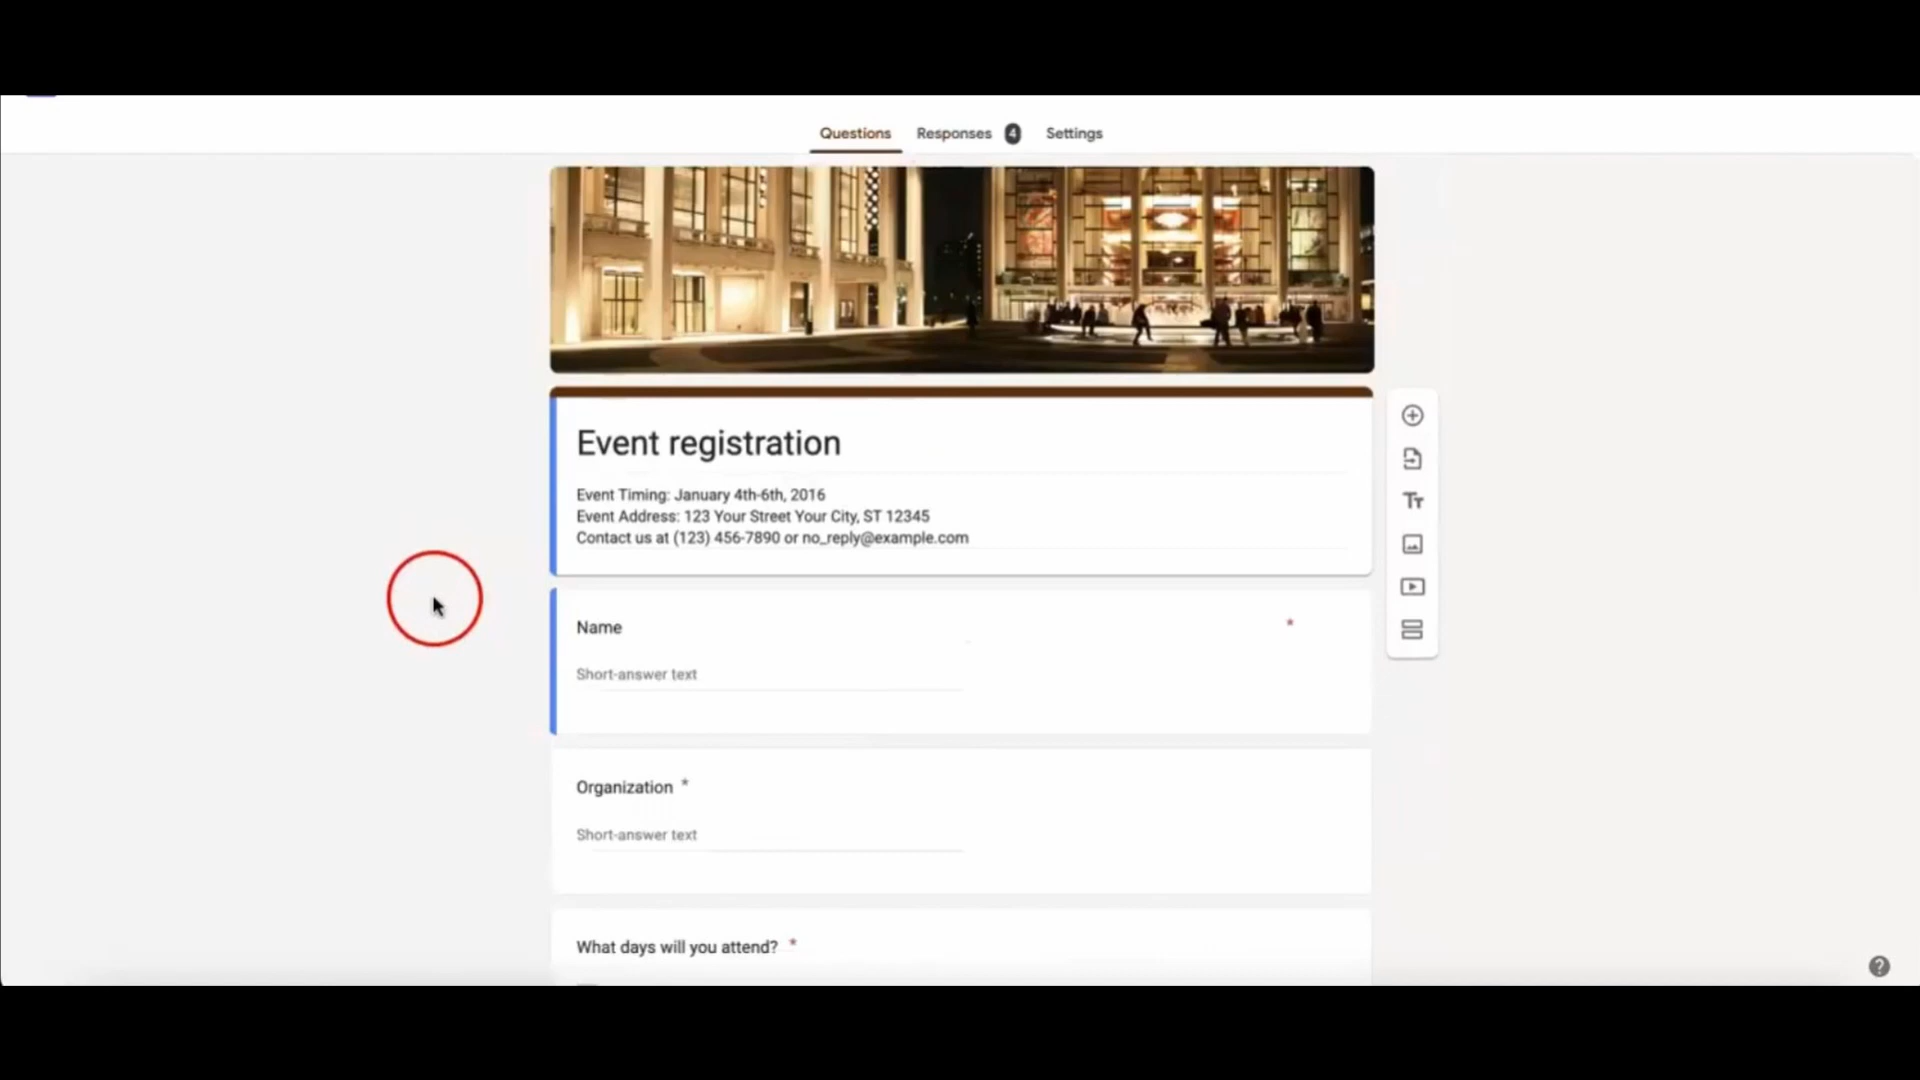 Questions Responses 4 Settings
Event registration
Event Timing: January 4th-6th, 2016
Event Address: 123 Your Street Your City, ST 12345
Contact us at (123) 456-7890 or no_reply@example.com
Name *
Short-answer text
Organization *
Short-answer text
What days will you attend? *